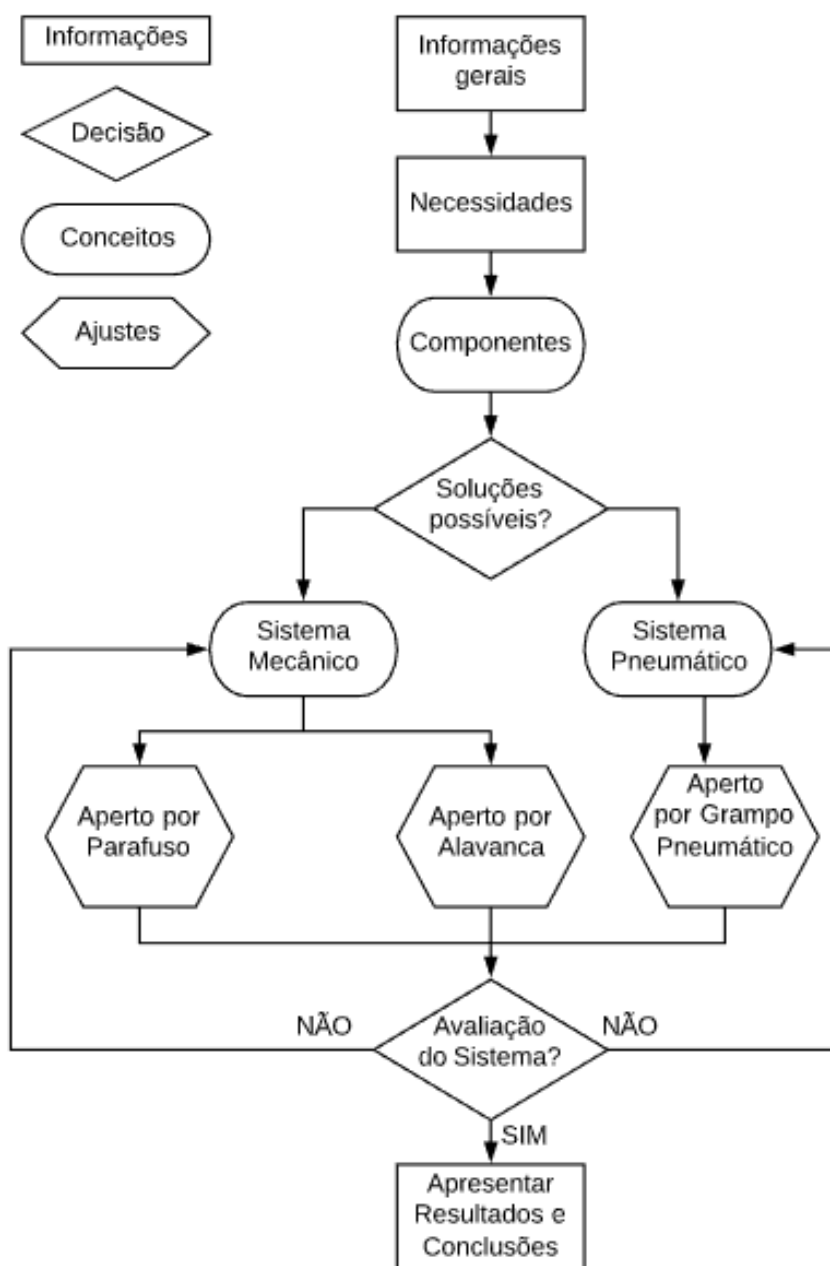 Informações
Decisão
Conceitos
Ajustes
Informações
gerais
Necessidades
Componentes
Soluções
possíveis?
Sistema
Mecânico
Sistema
Pneumático
Aperto por
Parafuso
Aperto por
Alavanca
Aperto
por Grampo
Pneumático
NÃO
Avaliação
do Sistema?
NÃO
SIM
Apresentar
Resultados e
Conclusões